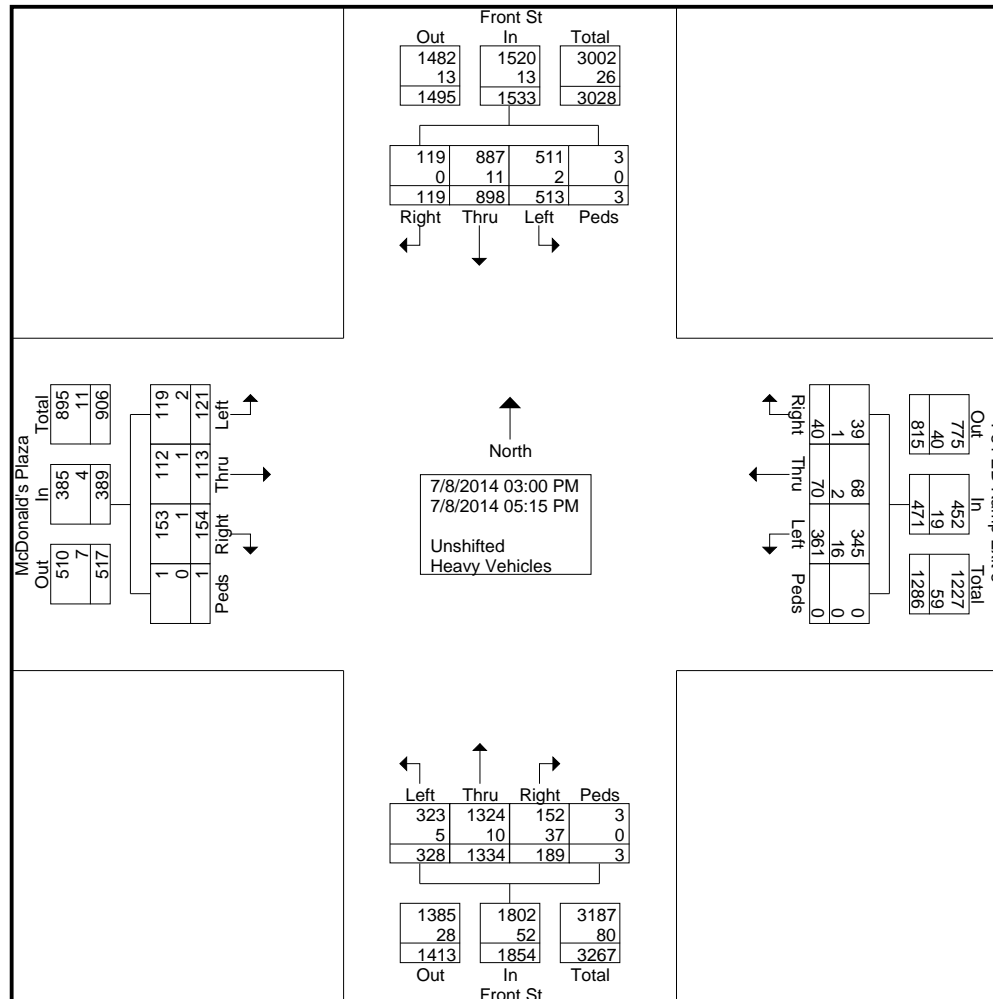 Front St
Out In Total
1482 1520 3002
13 13 26
1495 1533 3028
119 887 511 3
0 11 2 0
119 898 513 3
Right Thru Left Peds
McDonald's Plaza
Total In Out
895 385 510
11 4 7
906 389 517
119 112 153 1
2 1 1 0
121 113 154 1
Left Thru Right Peds
North
7/8/2014 03:00 PM
7/8/2014 05:15 PM
Unshifted
Heavy Vehicles
Right Thru Left Peds
39 68 345 0
1 2 16 0
40 70 361 0
Out In Total
775 452 1227
40 19 59
815 471 1286
Left Thru Right Peds
323 1324 152 3
5 10 37 0
328 1334 189 3
1385 1802 3187
28 52 80
1413 1854 3267
Out In Total
Front St